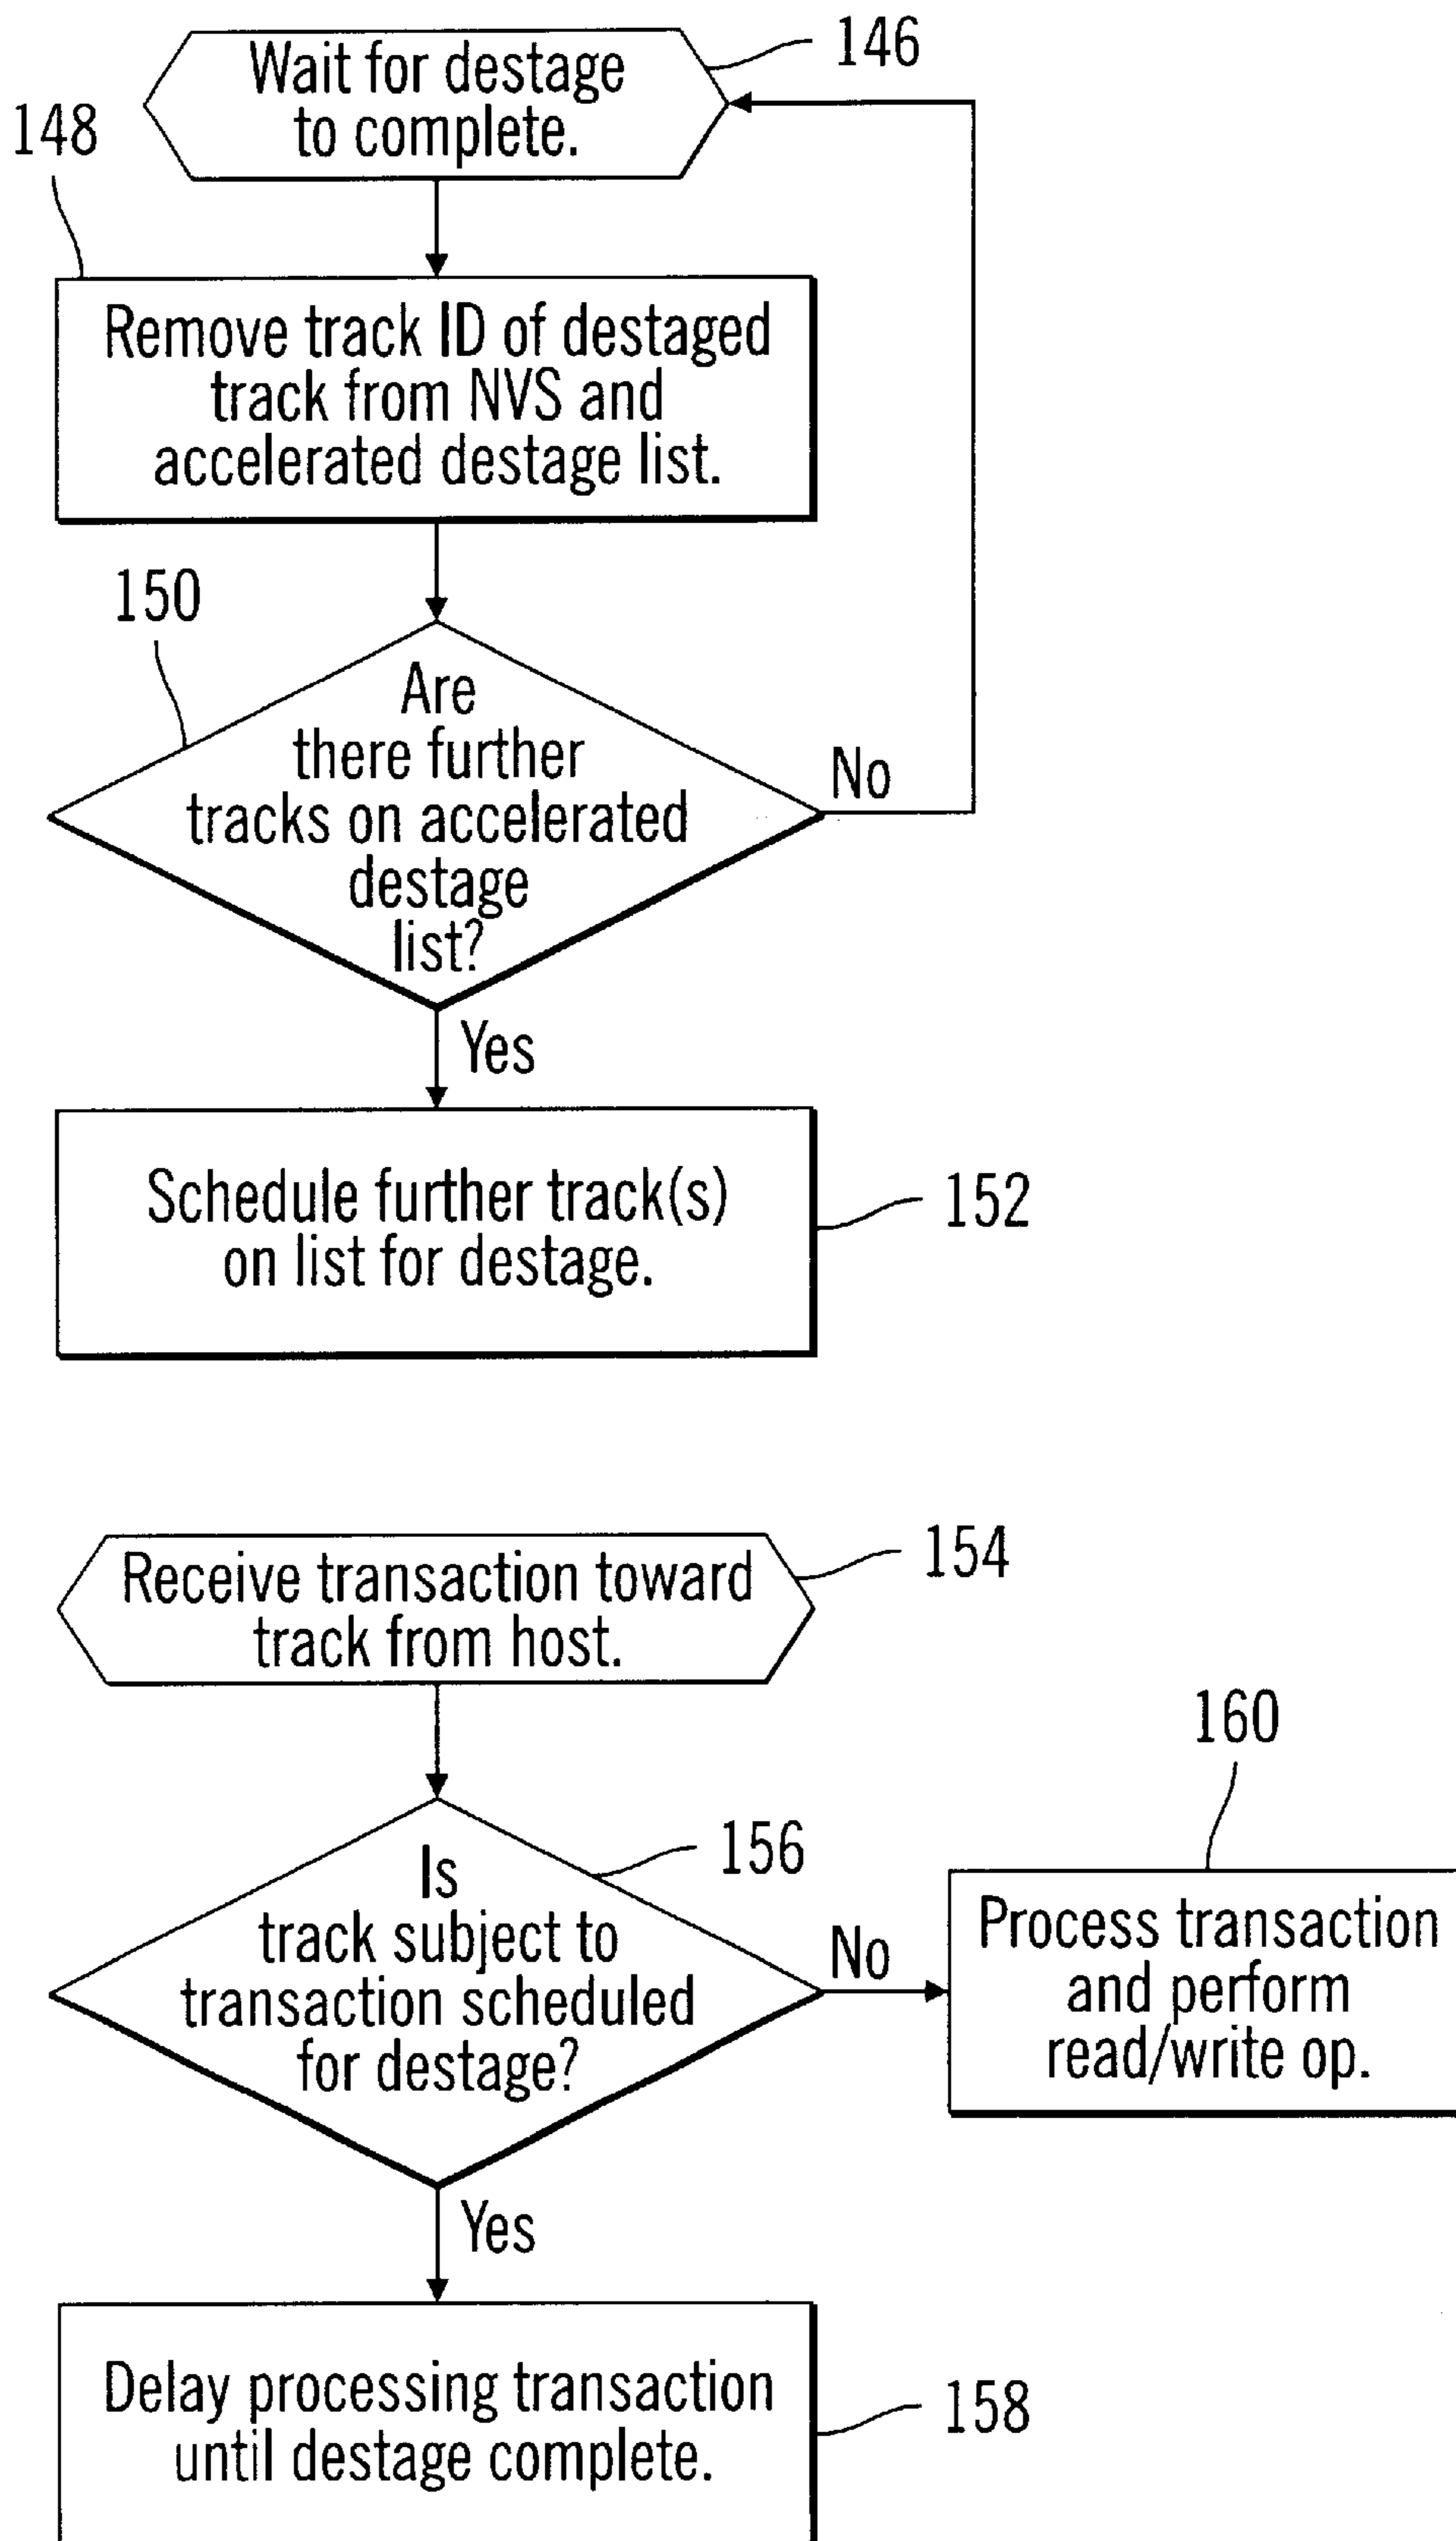 Wait for destage
to complete.
146
148
Remove track ID of destaged
track from NVS and
accelerated destage list.
150
Are
there further
tracks on accelerated
destage
list?
No
Yes
Schedule further track(s)
on list for destage.
152
Receive transaction toward
track from host.
154
Is
track subject to
transaction scheduled
for destage?
156
No
160
Process transaction
and perform
read/write op.
Yes
Delay processing transaction
until destage complete.
158